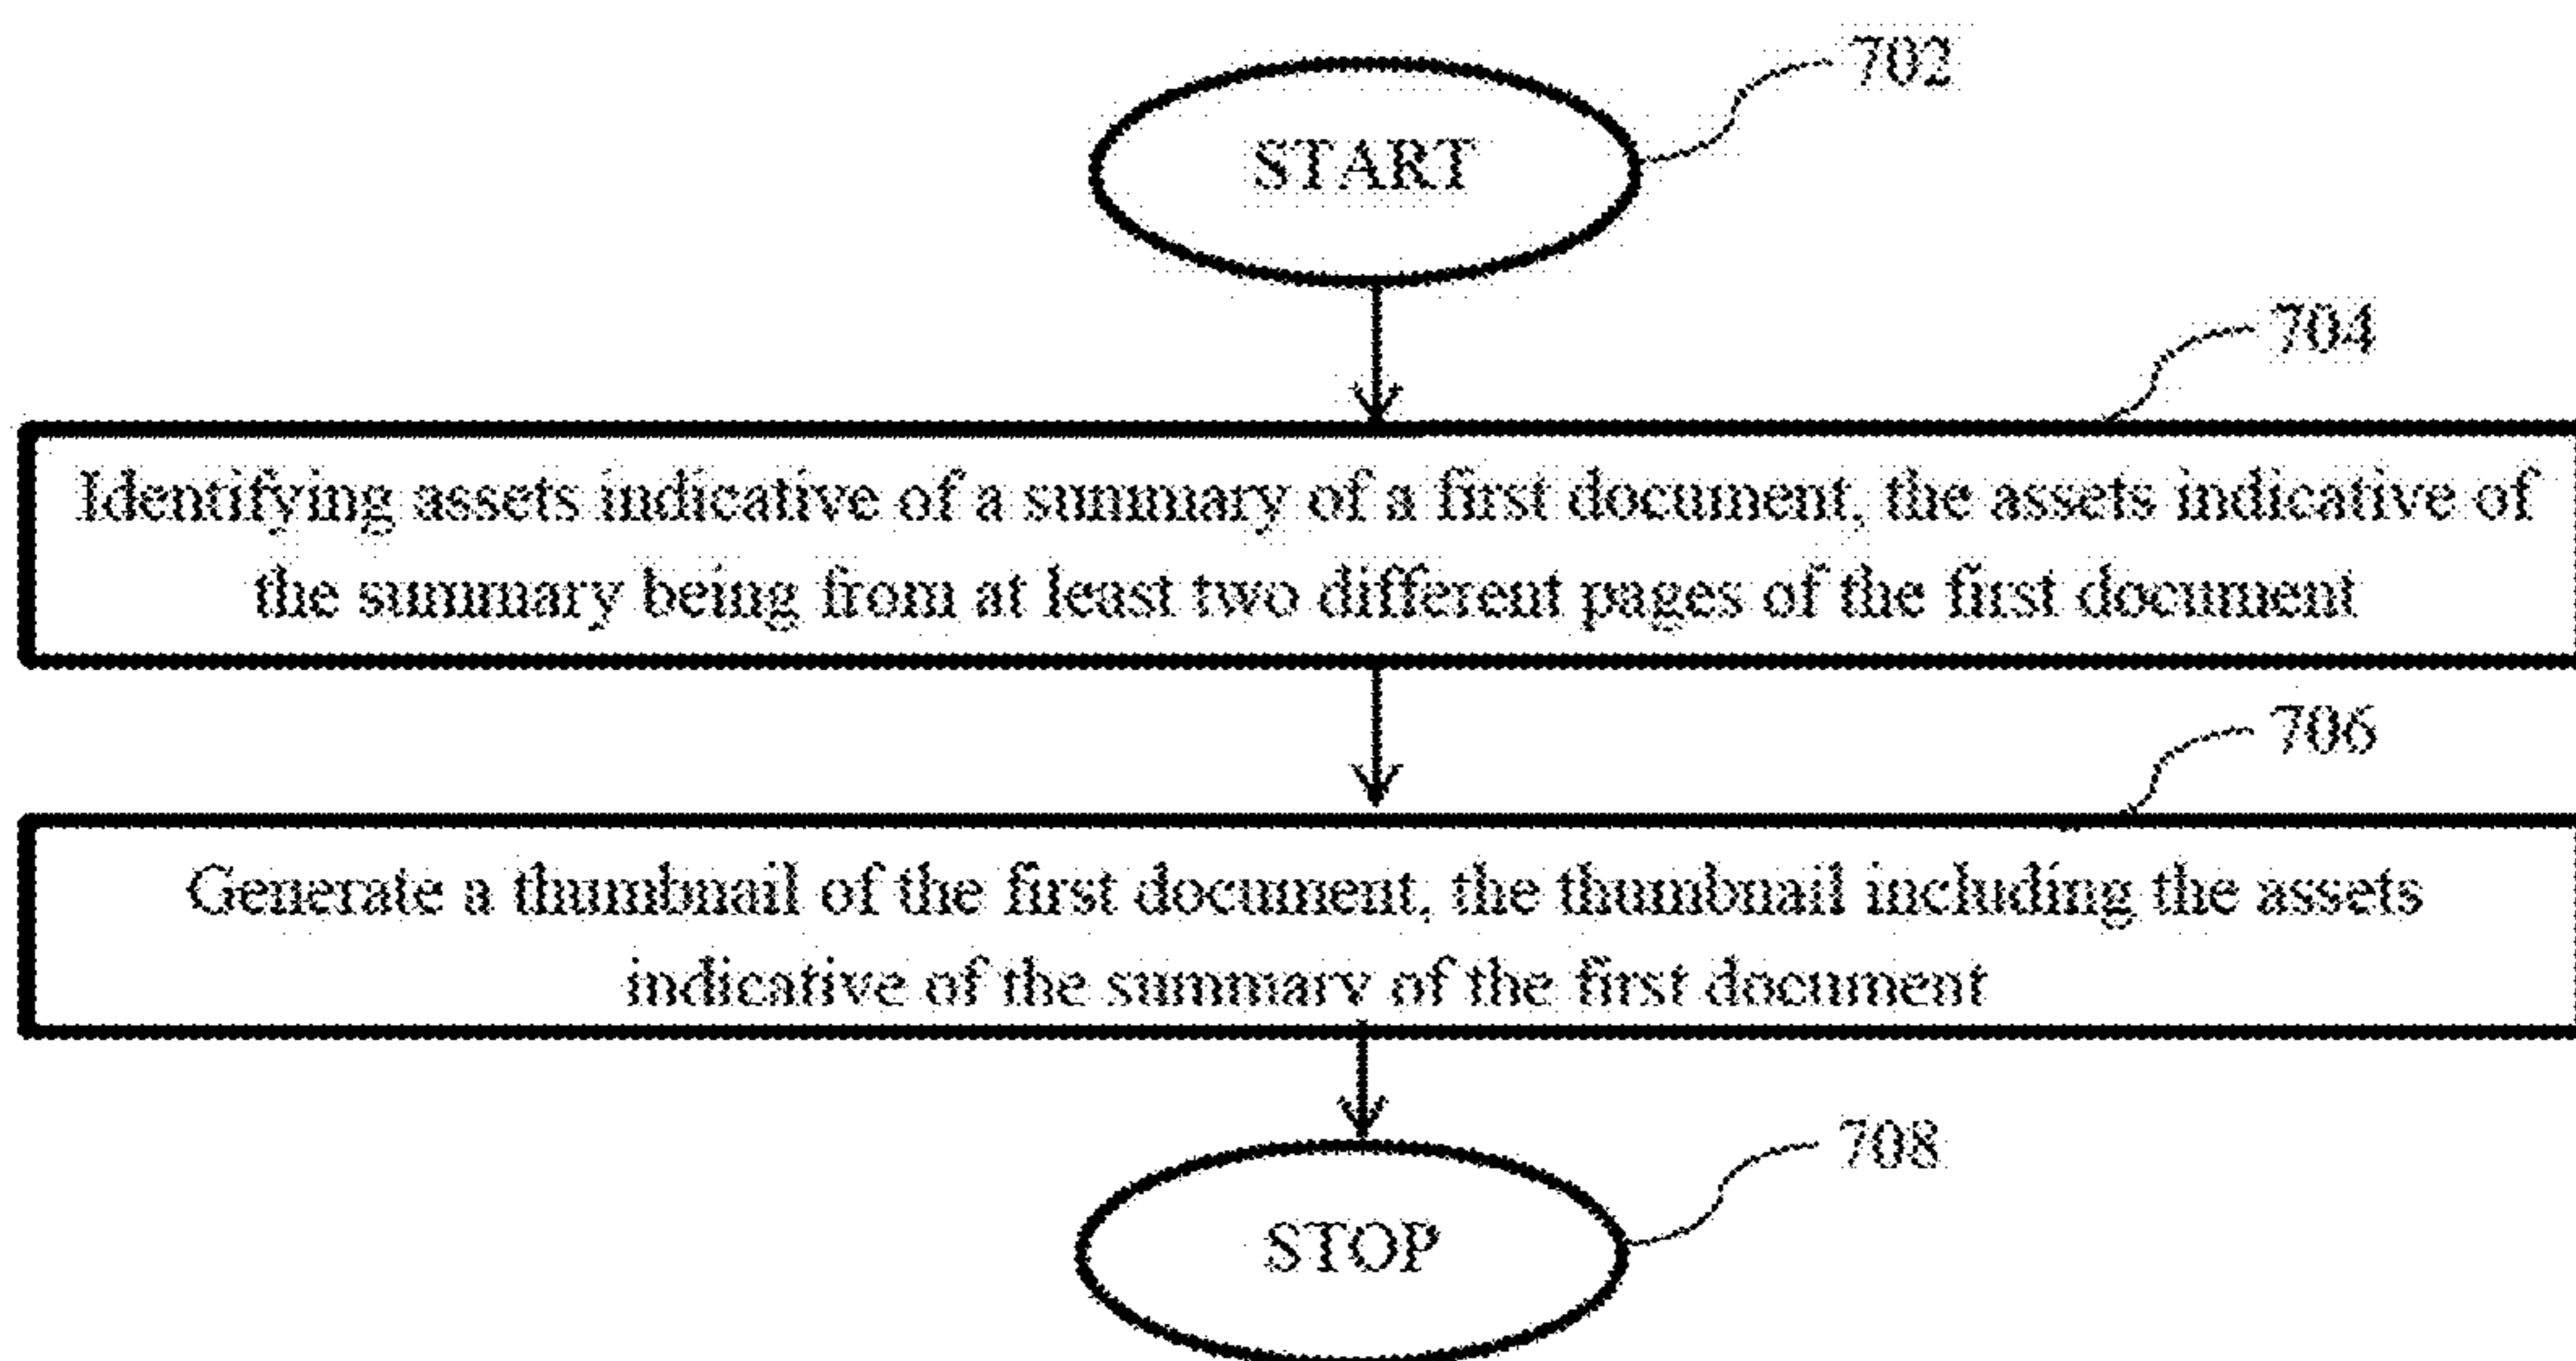 702
START
704
Identifying assets indicative of a summary of a first document, the assets indicative of
the summary being from at least two different pages of the first document
706
Generate a thumbnail of the first document, the thumbnail including the assets
indicative of the summary of the first document
708
STOP